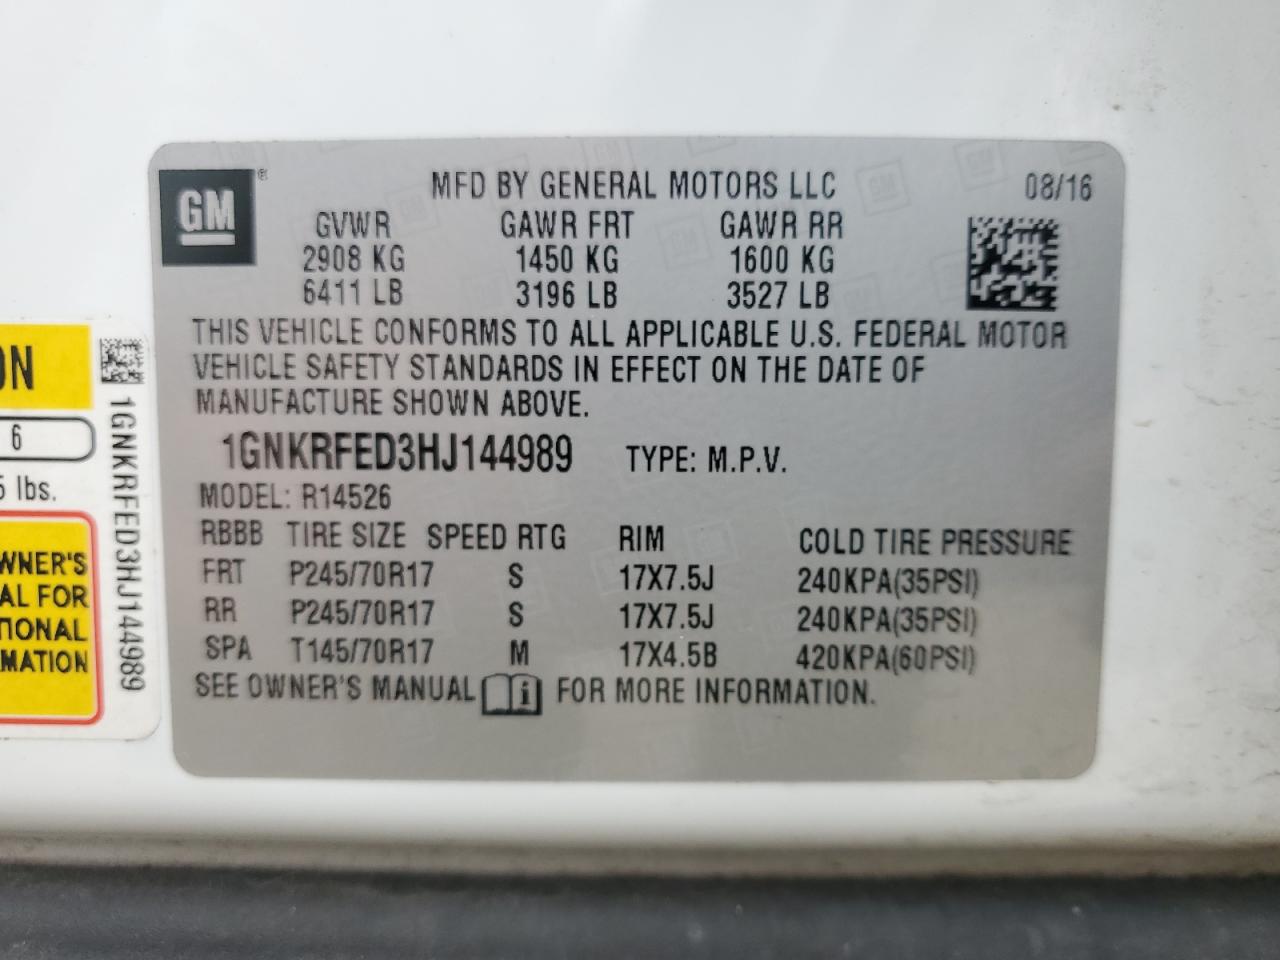 GM ®
MFD BY GENERAL MOTORS LLC 08/16
GVWR GAWR FRT GAWR RR
2908 KG 1450 KG 1600 KG
6411 LB 3196 LB 3527 LB
THIS VEHICLE CONFORMS TO ALL APPLICABLE U.S. FEDERAL MOTOR
VEHICLE SAFETY STANDARDS IN EFFECT ON THE DATE OF
MANUFACTURE SHOWN ABOVE.
1GNKRFED3HJ144989 TYPE: M.P.V.
MODEL: R14526
RBBB TIRE SIZE SPEED RTG RIM COLD TIRE PRESSURE
FRT P245/70R17 S 17X7.5J 240KPA(35PSI)
RR P245/70R17 S 17X7.5J 240KPA(35PSI)
SPA T145/70R17 M 17X4.5B 420KPA(60PSI)
SEE OWNER'S MANUAL i FOR MORE INFORMATION.
ON
6
5 lbs.
WNER'S
AL FOR
TIONAL
MATION
1GNKRFED3HJ144989